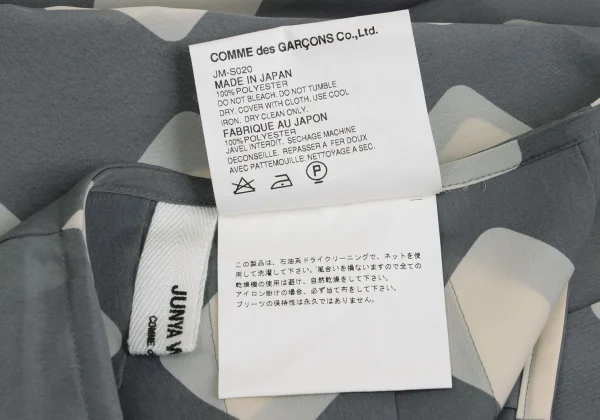 COMME des GARÇONS Co., Ltd.
JM-S020
MADE IN JAPAN
100% POLYESTER
DO NOT BLEACH. DO NOT TUMBLE
DRY. COVER WITH CLOTH, USE COOL
IRON. DRY CLEAN ONLY.
FABRIQUE AU JAPON
100% POLYESTER
JAVEL INTERDIT. SECHAGE MACHINE
DECONSEILLE. REPASSER A FER DOUX
AVEC PATTEMOUILLE. NETTOYAGE A SEC.
P
この製品は、石油系ドライクリーニングで、ネットを使
用して洗濯して下さい。風合いを損ないますので全ての
乾燥機の使用は避け、自然乾燥をして下さい。
アイロン掛けの場合、必ず当て布をして下さい。
プリーツの保持性は永久ではありません。
JUNYA
COMME